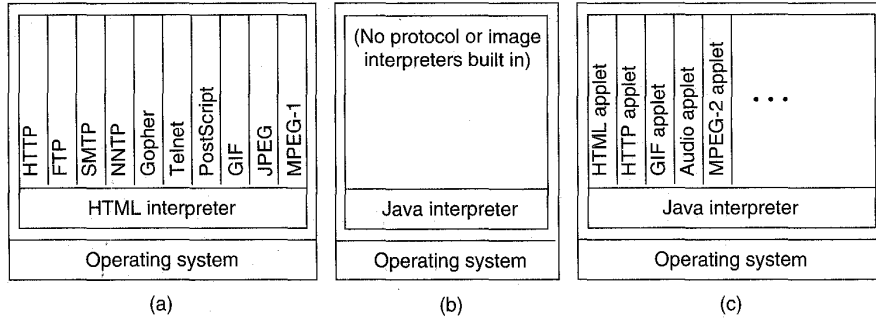 HTTP
FTP
SMTP
NNTP
Gopher
Telnet
PostScript
GIF
JPEG
MPEG-1
HTML interpreter
Operating system
(a)
(No protocol or image
interpreters built in)
Java interpreter
Operating system
(b)
HTML applet
HTTP applet
GIF applet
Audio applet
MPEG-2 applet
• • •
Java interpreter
Operating system
(c)